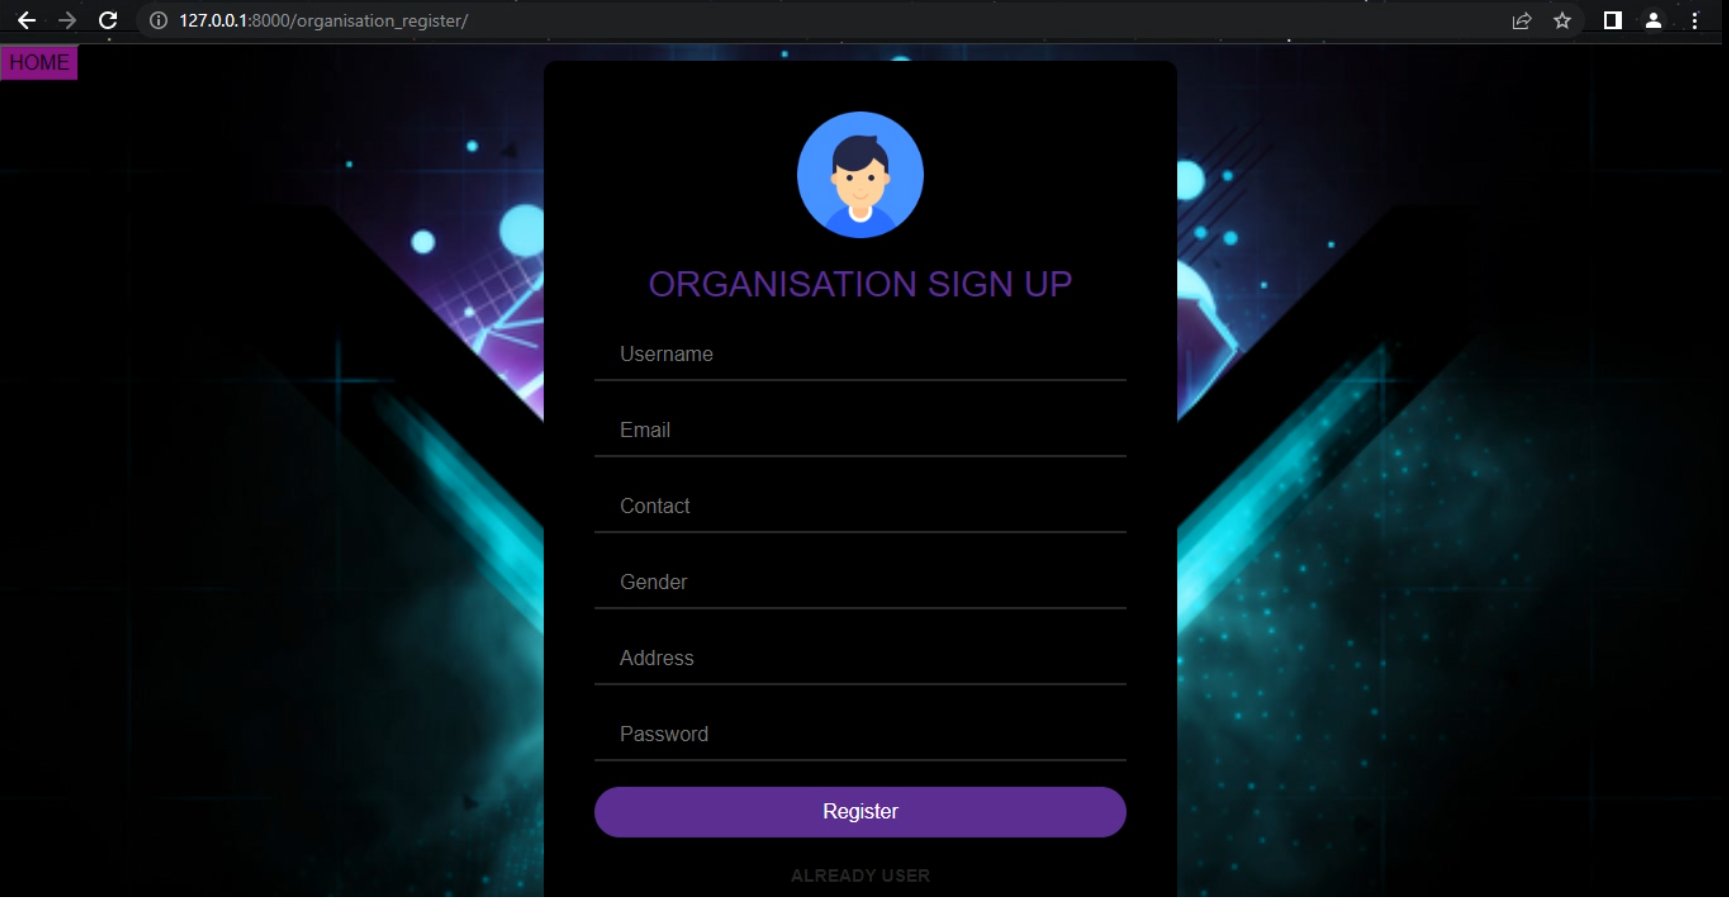 127.0.0.1:8000/organisation_register/
HOME
ORGANISATION SIGN UP
Username
Email
Contact
Gender
Address
Password
Register
ALREADY USER